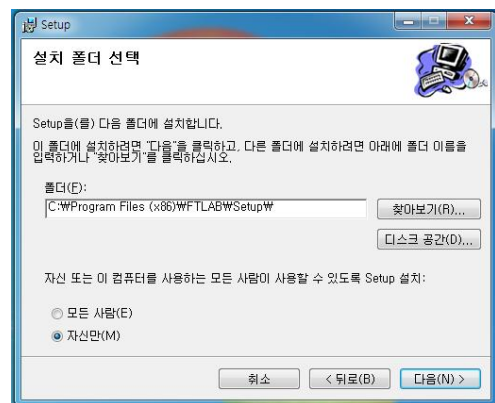 Setup
설치 폴더 선택
Setup을(를) 다음 폴더에 설치합니다.
이 폴더에 설치하려면 "다음"을 클릭하고, 다른 폴더에 설치하려면 아래에 폴더 이름을
입력하거나 "찾아보기"를 클릭하십시오.
폴더(F):
C:₩Program Files (x86)₩FTLAB₩Setup₩
찾아보기(R)...
디스크 공간(D)...
자신 또는 이 컴퓨터를 사용하는 모든 사람이 사용할 수 있도록 Setup 설치:
모든 사람(E)
자신만(M)
취소
< 뒤로(B)
다음(N) >